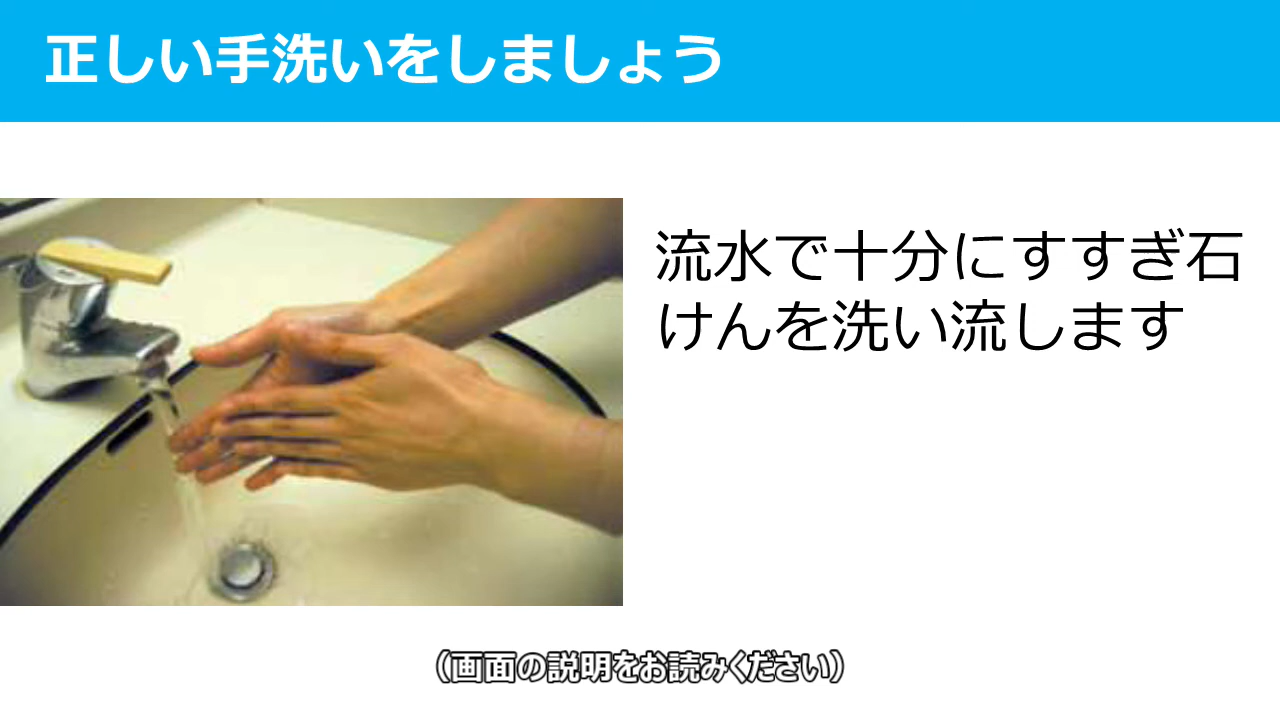 正しい手洗いをしましょう
流水で十分にすすぎ石
けんを洗い流します
（画面の説明をお読みください）